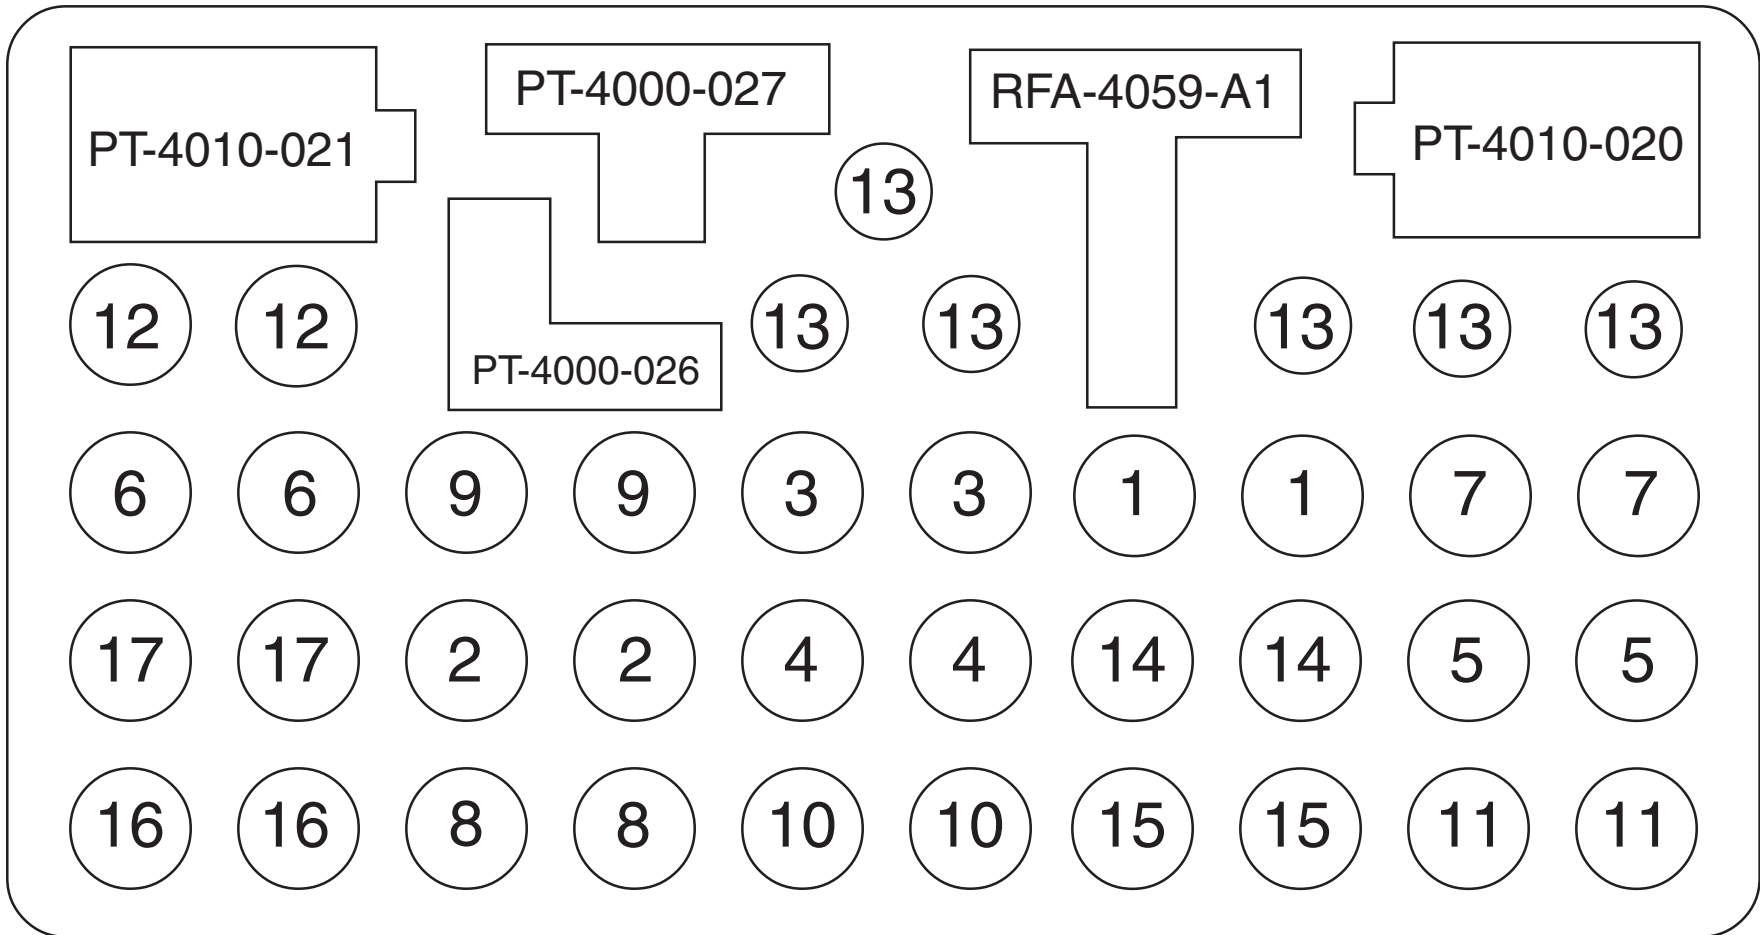 PT-4010-021
PT-4000-027
RFA-4059-A1
PT-4010-020
13
12 12
PT-4000-026
13 13 13 13 13
6 6 9 9 3 3 1 1 7 7
17 17 2 2 4 4 14 14 5 5
16 16 8 8 10 10 15 15 11 11